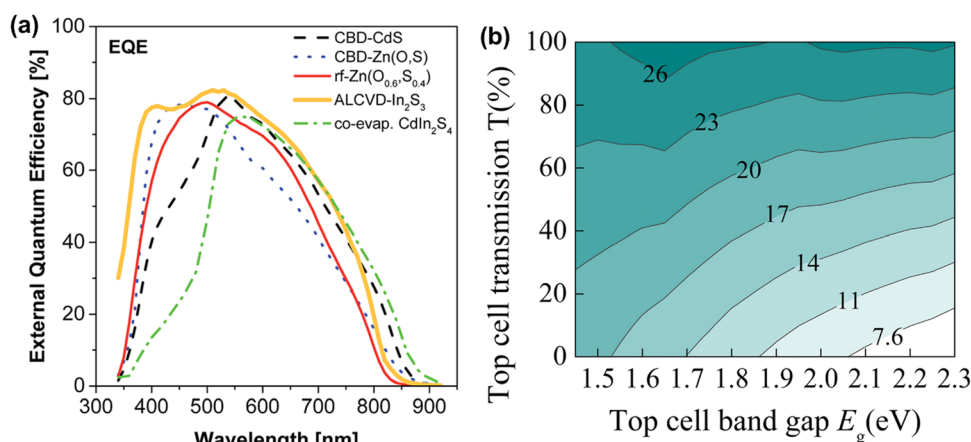 (a)
EQE
CBD-CdS
CBD-Zn(O,S)
rf-Zn(O0.6,S0.4)
ALCVD-In2S3
co-evap. CdIn2S4
External Quantum Efficiency [%]
100
80
60
40
20
0
300 400 500 600 700 800 900
Wavelength [nm]
(b)
Top cell transmission T(%)
100
80
60
40
20
0
26
23
20
17
14
11
7.6
1.5 1.7 1.8 1.9 2.0 2.1 2.2 2.3
Top cell band gap Eg(eV)